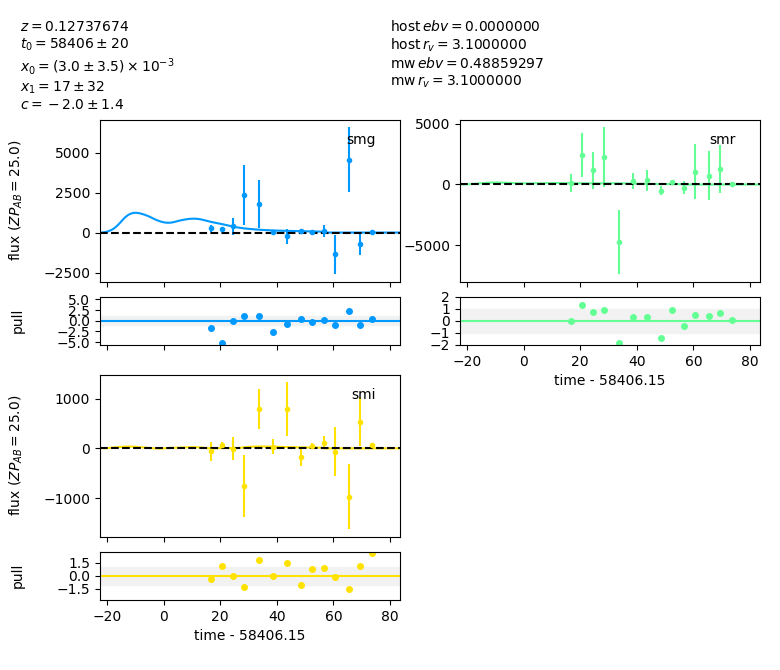 z = 0.12737674
t₀ = 58406 ± 20
x₀ = (3.0 ± 3.5) × 10⁻³
x₁ = 17 ± 32
c = −2.0 ± 1.4
host ebv = 0.0000000
host r_v = 3.1000000
mw ebv = 0.48859297
mw r_v = 3.1000000
smg
flux (ZP_AB = 25.0)
5000
2500
0
−2500
smr
5000
0
−5000
pull
5.0
2.5
0.0
−2.5
−5.0
2
1
0
−1
−2
−20 0 20 40 60 80
time - 58406.15
smi
flux (ZP_AB = 25.0)
1000
0
−1000
pull
1.5
0.0
−1.5
−20 0 20 40 60 80
time - 58406.15